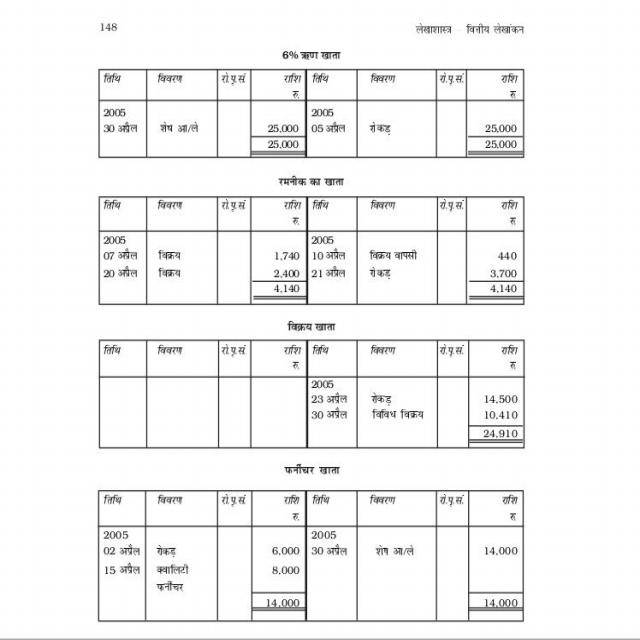 148 लेखाशास्त्र वित्तीय लेखांकन
6% ऋण खाता
तिथि विवरण रो.पृ.सं. राशि तिथि विवरण रो.पृ.सं. राशि
रु. रु.
2005 2005
30 अप्रैल शेष आ/ले 25,000 05 अप्रैल रोकड़ 25,000
25,000 25,000
रमनीक का खाता
तिथि विवरण रो.पृ.सं. राशि तिथि विवरण रो.पृ.सं. राशि
रु. रु.
2005 2005
07 अप्रैल विक्रय 1,740 10 अप्रैल विक्रय वापसी 440
20 अप्रैल विक्रय 2,400 21 अप्रैल रोकड़ 3,700
4,140 4,140
विक्रय खाता
तिथि विवरण रो.पृ.सं. राशि तिथि विवरण रो.पृ.सं. राशि
रु. रु.
2005
23 अप्रैल रोकड़ 14,500
30 अप्रैल विविध विक्रय 10,410
24,910
फर्नीचर खाता
तिथि विवरण रो.पृ.सं. राशि तिथि विवरण रो.पृ.सं. राशि
रु. रु.
2005 2005
02 अप्रैल रोकड़ 6,000 30 अप्रैल शेष आ/ले 14,000
15 अप्रैल क्वालिटी 8,000
फर्नीचर
14,000 14,000